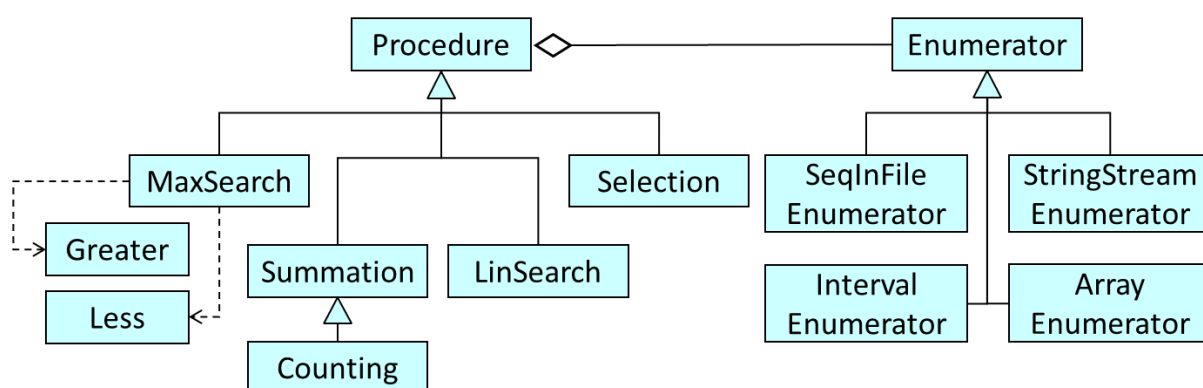 Procedure
Enumerator
MaxSearch
Selection
SeqInFile
Enumerator
StringStream
Enumerator
Greater
Summation
LinSearch
Less
Interval
Enumerator
Array
Enumerator
Counting